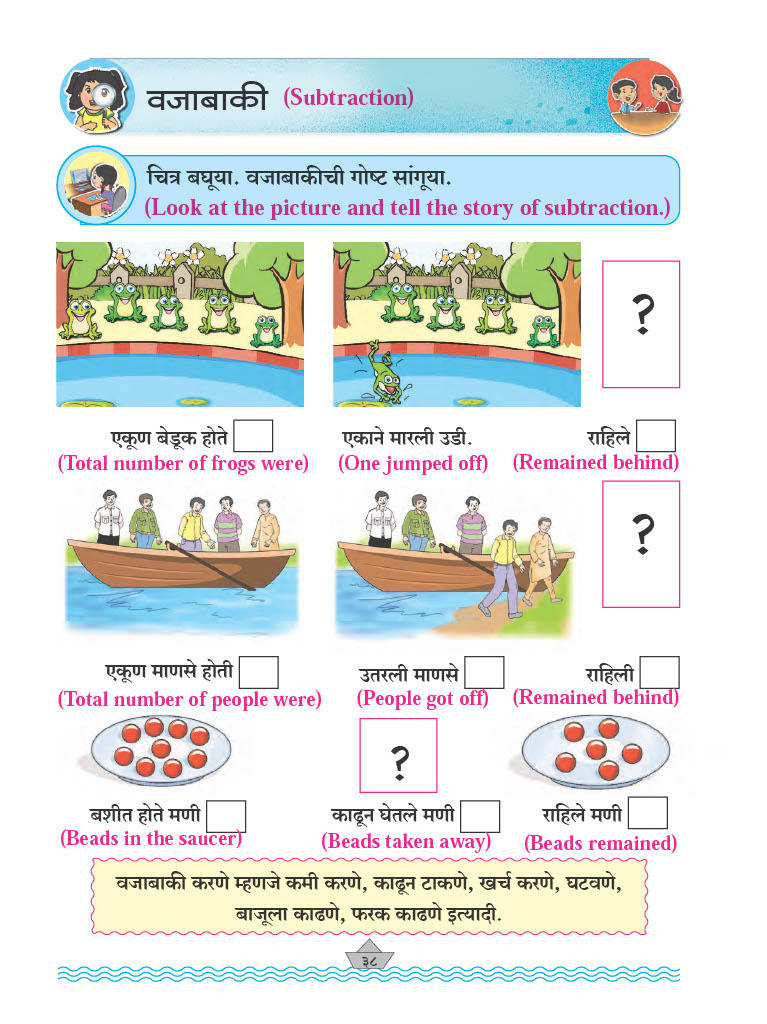 वजाबाकी (Subtraction)
चित्र बघूया. वजाबाकीची गोष्ट सांगूया.
(Look at the picture and tell the story of subtraction.)
?
एकूण बेडूक होते
एकाने मारली उडी.
राहिले
(Total number of frogs were)
(One jumped off)
(Remained behind)
?
एकूण माणसे होती
उतरली माणसे
राहिली
(Total number of people were)
(People got off)
(Remained behind)
?
बशीत होते मणी
काढून घेतले मणी
राहिले मणी
(Beads in the saucer)
(Beads taken away)
(Beads remained)
वजाबाकी करणे म्हणजे कमी करणे, काढून टाकणे, खर्च करणे, घटवणे,
बाजूला काढणे, फरक काढणे इत्यादी.
३८